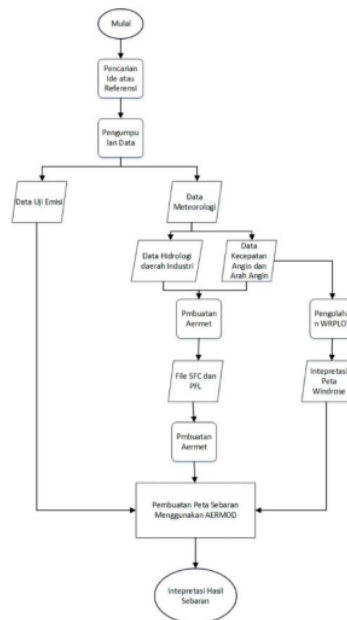 Mulai
Pencarian
Ide atau
Referensi
Pengumpu
lan Data
Data Uji Emisi
Data
Meteorologi
Data Hidrologi
daerah Industri
Data
Kecepatan
Angin dan
Arah Angin
Pmbuatan
Aermet
Pengolaha
n WRPLOT
File SFC dan
PFL
Intepretasi
Peta
Windrose
Pmbuatan
Aermet
Pembuatan Peta Sebaran
Menggunakan AERMOD
Intepretasi Hasil
Sebaran